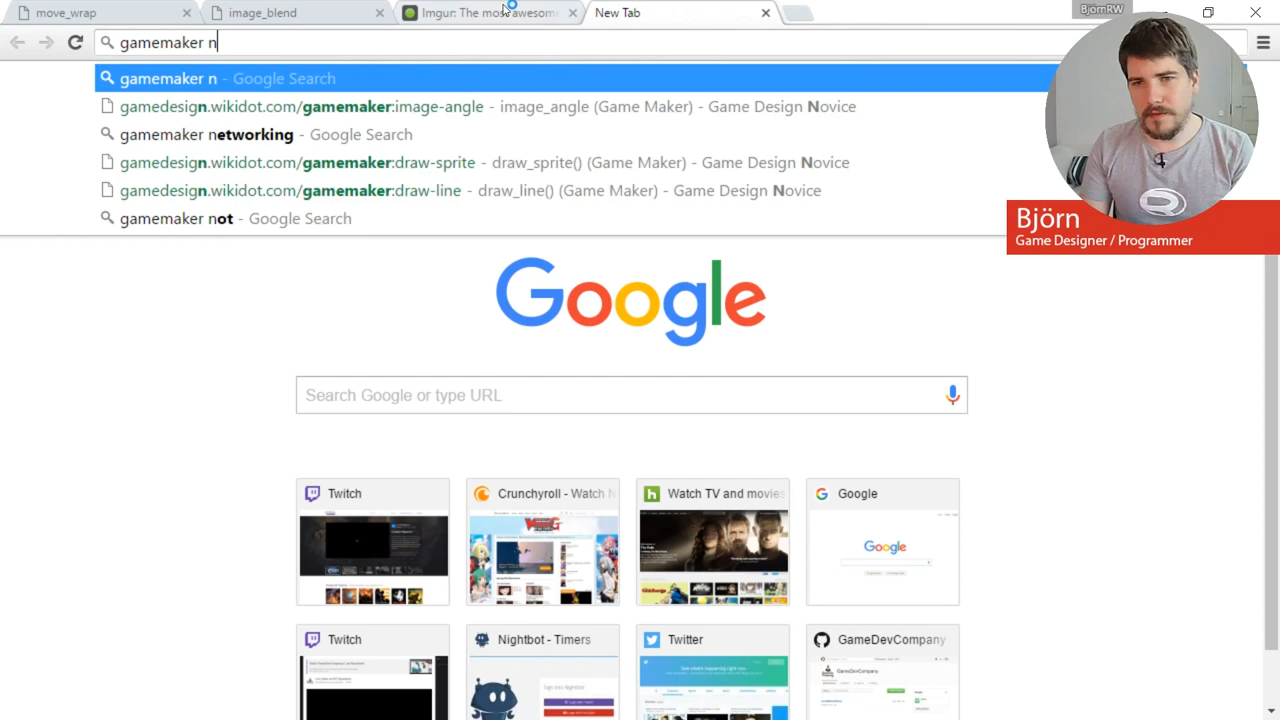 move_wrap
image_blend
Imgur: The most awesome
New Tab
BjörnRW
gamemaker n
gamemaker n - Google Search
gamedesign.wikidot.com/gamemaker:image-angle - image_angle (Game Maker) - Game Design Novice
gamemaker networking - Google Search
gamedesign.wikidot.com/gamemaker:draw-sprite - draw_sprite() (Game Maker) - Game Design Novice
gamedesign.wikidot.com/gamemaker:draw-line - draw_line() (Game Maker) - Game Design Novice
gamemaker not - Google Search
Björn
Game Designer / Programmer
Google
Search Google or type URL
Twitch
Crunchyroll - Watch N
Watch TV and movies
Google
Google
Twitch
Nightbot - Timers
Twitter
GameDevCompany